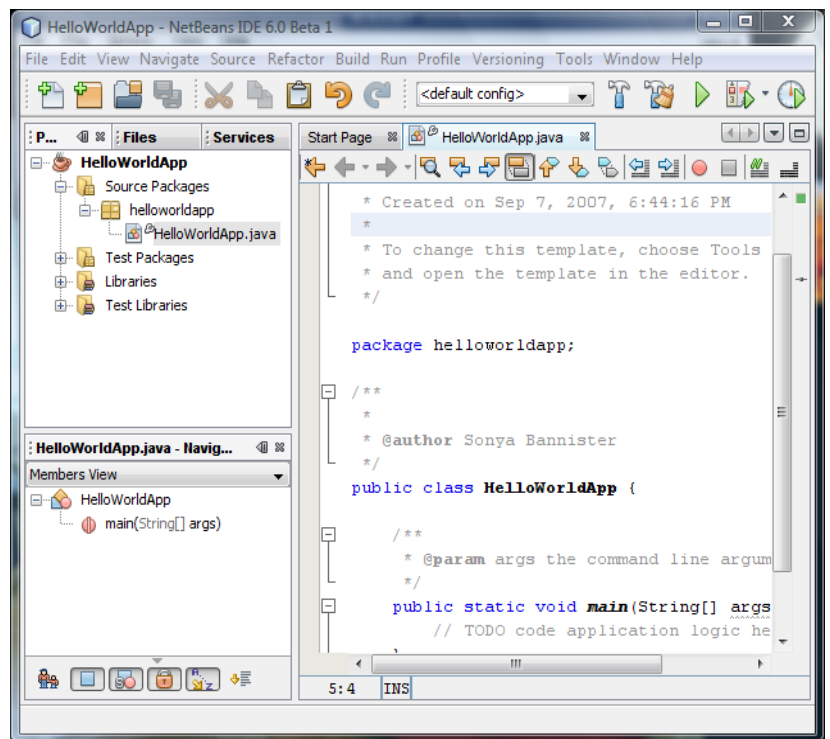 HelloWorldApp - NetBeans IDE 6.0 Beta 1
File Edit View Navigate Source Refactor Build Run Profile Versioning Tools Window Help
<default config>
P... Files Services
HelloWorldApp
Source Packages
helloworldapp
HelloWorldApp.java
Test Packages
Libraries
Test Libraries
HelloWorldApp.java - Navig...
Members View
HelloWorldApp
main(String[] args)
Start Page HelloWorldApp.java
* Created on Sep 7, 2007, 6:44:16 PM
*
* To change this template, choose Tools
* and open the template in the editor.
*/
package helloworldapp;
/**
*
* @author Sonya Bannister
*/
public class HelloWorldApp {
/**
* @param args the command line argum
*/
public static void main(String[] args
// TODO code application logic he
5:4 INS